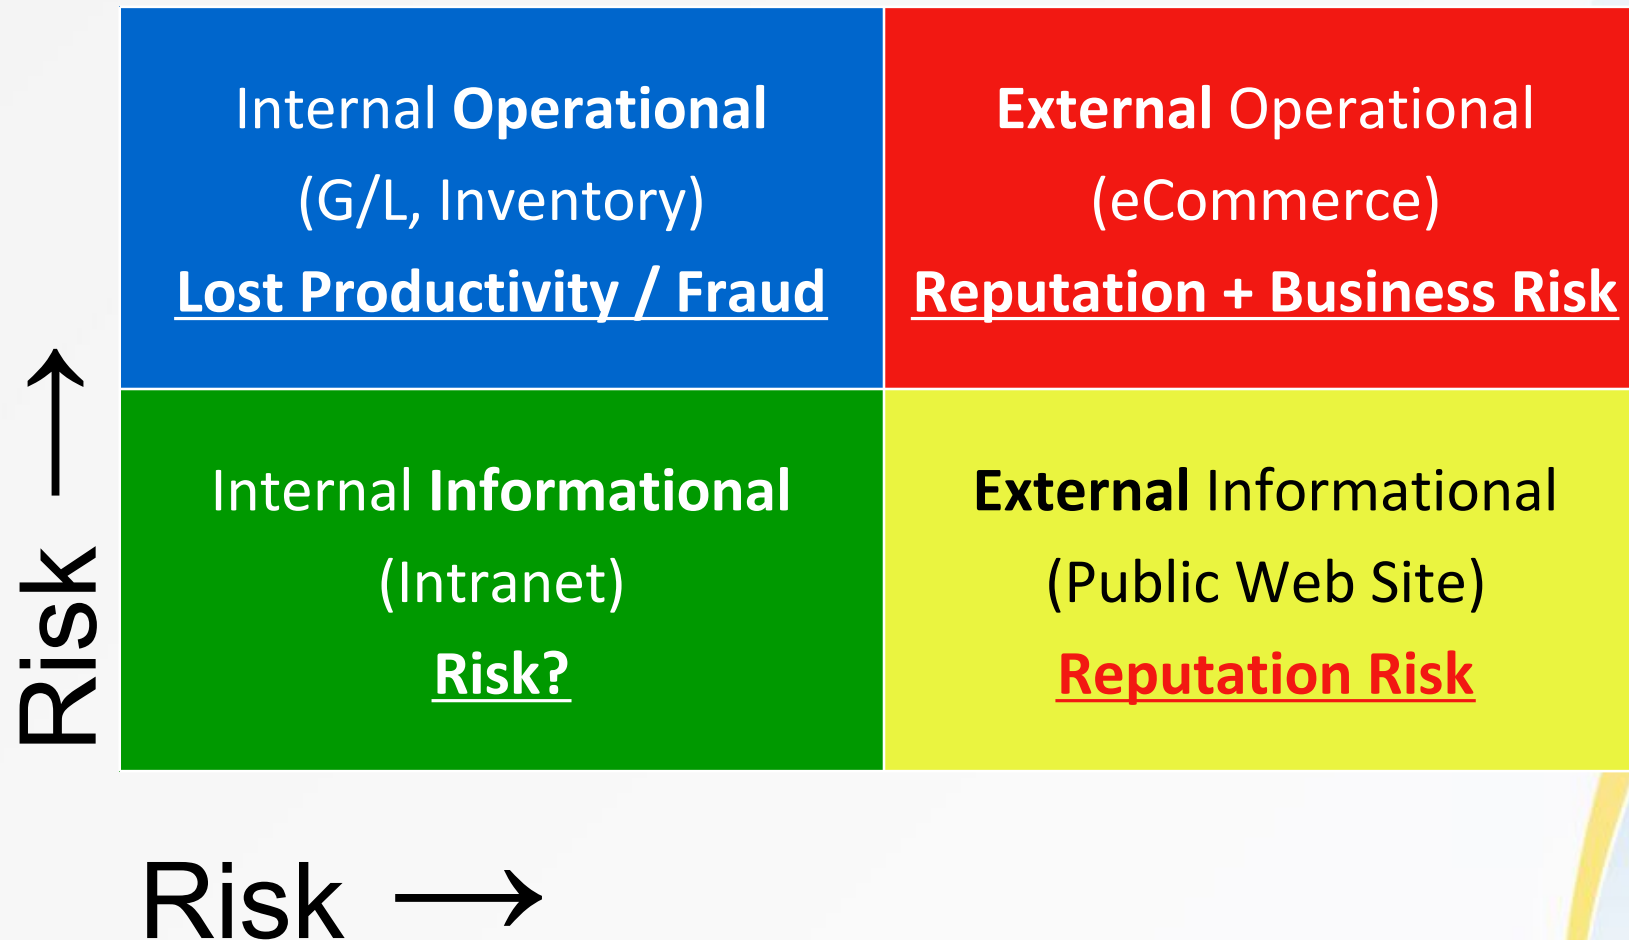 Internal Operational
(G/L, Inventory)
Lost Productivity / Fraud
External Operational
(eCommerce)
Reputation + Business Risk
Internal Informational
(Intranet)
Risk?
External Informational
(Public Web Site)
Reputation Risk
Risk →
Risk →